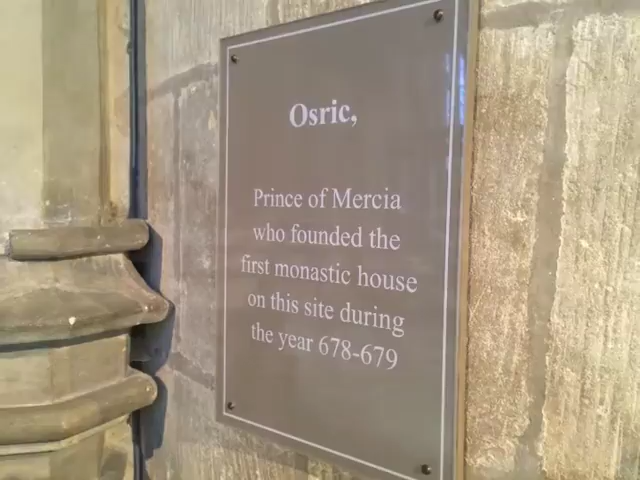 Osric,
Prince of Mercia
who founded the
first monastic house
on this site during
the year 678-679